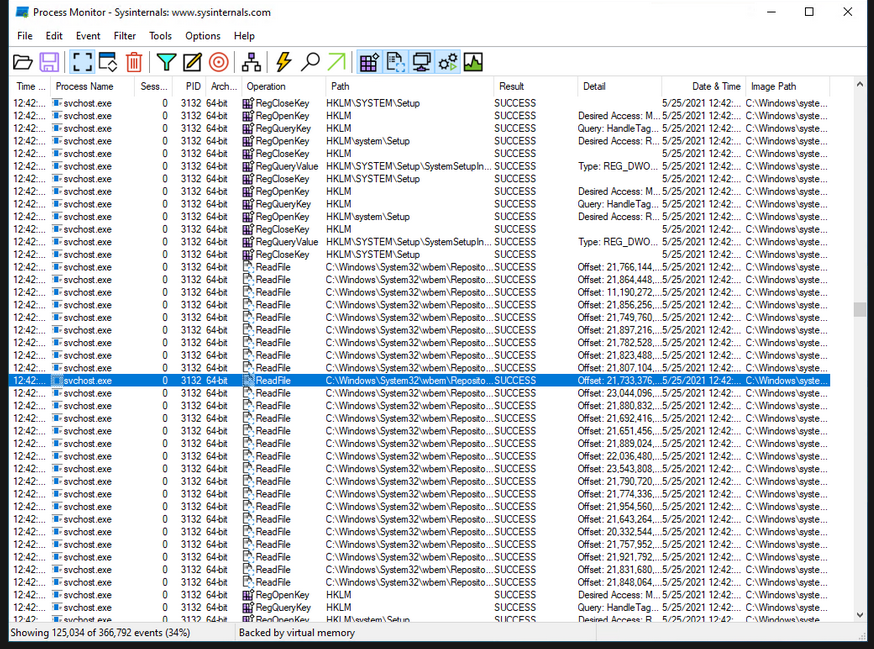 Process Monitor - Sysinternals: www.sysinternals.com
File Edit Event Filter Tools Options Help
Time ... Process Name Sess... PID Arch... Operation Path Result Detail Date & Time Image Path
12:42:... svchost.exe 0 3132 64-bit RegCloseKey HKLM\SYSTEM\Setup SUCCESS 5/25/2021 12:42:... C:\Windows\syste...
12:42:... svchost.exe 0 3132 64-bit RegOpenKey HKLM SUCCESS Desired Access: M... 5/25/2021 12:42:... C:\Windows\syste...
12:42:... svchost.exe 0 3132 64-bit RegQueryKey HKLM SUCCESS Query: HandleTag... 5/25/2021 12:42:... C:\Windows\syste...
12:42:... svchost.exe 0 3132 64-bit RegOpenKey HKLM\system\Setup SUCCESS Desired Access: R... 5/25/2021 12:42:... C:\Windows\syste...
12:42:... svchost.exe 0 3132 64-bit RegCloseKey HKLM SUCCESS 5/25/2021 12:42:... C:\Windows\syste...
12:42:... svchost.exe 0 3132 64-bit RegQueryValue HKLM\SYSTEM\Setup\SystemSetupIn... SUCCESS Type: REG_DWO... 5/25/2021 12:42:... C:\Windows\syste...
12:42:... svchost.exe 0 3132 64-bit RegCloseKey HKLM\SYSTEM\Setup SUCCESS 5/25/2021 12:42:... C:\Windows\syste...
12:42:... svchost.exe 0 3132 64-bit RegOpenKey HKLM SUCCESS Desired Access: M... 5/25/2021 12:42:... C:\Windows\syste...
12:42:... svchost.exe 0 3132 64-bit RegQueryKey HKLM SUCCESS Query: HandleTag... 5/25/2021 12:42:... C:\Windows\syste...
12:42:... svchost.exe 0 3132 64-bit RegOpenKey HKLM\system\Setup SUCCESS Desired Access: R... 5/25/2021 12:42:... C:\Windows\syste...
12:42:... svchost.exe 0 3132 64-bit RegCloseKey HKLM SUCCESS 5/25/2021 12:42:... C:\Windows\syste...
12:42:... svchost.exe 0 3132 64-bit RegQueryValue HKLM\SYSTEM\Setup\SystemSetupIn... SUCCESS Type: REG_DWO... 5/25/2021 12:42:... C:\Windows\syste...
12:42:... svchost.exe 0 3132 64-bit RegCloseKey HKLM\SYSTEM\Setup SUCCESS 5/25/2021 12:42:... C:\Windows\syste...
12:42:... svchost.exe 0 3132 64-bit ReadFile C:\Windows\System32\wbem\Reposito... SUCCESS Offset: 21,766,144,... 5/25/2021 12:42:... C:\Windows\syste...
12:42:... svchost.exe 0 3132 64-bit ReadFile C:\Windows\System32\wbem\Reposito... SUCCESS Offset: 21,864,448,... 5/25/2021 12:42:... C:\Windows\syste...
12:42:... svchost.exe 0 3132 64-bit ReadFile C:\Windows\System32\wbem\Reposito... SUCCESS Offset: 11,190,272,... 5/25/2021 12:42:... C:\Windows\syste...
12:42:... svchost.exe 0 3132 64-bit ReadFile C:\Windows\System32\wbem\Reposito... SUCCESS Offset: 21,856,256,... 5/25/2021 12:42:... C:\Windows\syste...
12:42:... svchost.exe 0 3132 64-bit ReadFile C:\Windows\System32\wbem\Reposito... SUCCESS Offset: 21,749,760,... 5/25/2021 12:42:... C:\Windows\syste...
12:42:... svchost.exe 0 3132 64-bit ReadFile C:\Windows\System32\wbem\Reposito... SUCCESS Offset: 21,897,216,... 5/25/2021 12:42:... C:\Windows\syste...
12:42:... svchost.exe 0 3132 64-bit ReadFile C:\Windows\System32\wbem\Reposito... SUCCESS Offset: 21,782,528,... 5/25/2021 12:42:... C:\Windows\syste...
12:42:... svchost.exe 0 3132 64-bit ReadFile C:\Windows\System32\wbem\Reposito... SUCCESS Offset: 21,823,488,... 5/25/2021 12:42:... C:\Windows\syste...
12:42:... svchost.exe 0 3132 64-bit ReadFile C:\Windows\System32\wbem\Reposito... SUCCESS Offset: 21,807,104,... 5/25/2021 12:42:... C:\Windows\syste...
12:42:... svchost.exe 0 3132 64-bit ReadFile C:\Windows\System32\wbem\Reposito... SUCCESS Offset: 21,733,376,... 5/25/2021 12:42:... C:\Windows\syste...
12:42:... svchost.exe 0 3132 64-bit ReadFile C:\Windows\System32\wbem\Reposito... SUCCESS Offset: 23,044,096,... 5/25/2021 12:42:... C:\Windows\syste...
12:42:... svchost.exe 0 3132 64-bit ReadFile C:\Windows\System32\wbem\Reposito... SUCCESS Offset: 21,880,832,... 5/25/2021 12:42:... C:\Windows\syste...
12:42:... svchost.exe 0 3132 64-bit ReadFile C:\Windows\System32\wbem\Reposito... SUCCESS Offset: 21,692,416,... 5/25/2021 12:42:... C:\Windows\syste...
12:42:... svchost.exe 0 3132 64-bit ReadFile C:\Windows\System32\wbem\Reposito... SUCCESS Offset: 21,651,456,... 5/25/2021 12:42:... C:\Windows\syste...
12:42:... svchost.exe 0 3132 64-bit ReadFile C:\Windows\System32\wbem\Reposito... SUCCESS Offset: 21,889,024,... 5/25/2021 12:42:... C:\Windows\syste...
12:42:... svchost.exe 0 3132 64-bit ReadFile C:\Windows\System32\wbem\Reposito... SUCCESS Offset: 22,036,480,... 5/25/2021 12:42:... C:\Windows\syste...
12:42:... svchost.exe 0 3132 64-bit ReadFile C:\Windows\System32\wbem\Reposito... SUCCESS Offset: 23,543,808,... 5/25/2021 12:42:... C:\Windows\syste...
12:42:... svchost.exe 0 3132 64-bit ReadFile C:\Windows\System32\wbem\Reposito... SUCCESS Offset: 21,790,720,... 5/25/2021 12:42:... C:\Windows\syste...
12:42:... svchost.exe 0 3132 64-bit ReadFile C:\Windows\System32\wbem\Reposito... SUCCESS Offset: 21,774,336,... 5/25/2021 12:42:... C:\Windows\syste...
12:42:... svchost.exe 0 3132 64-bit ReadFile C:\Windows\System32\wbem\Reposito... SUCCESS Offset: 21,954,560,... 5/25/2021 12:42:... C:\Windows\syste...
12:42:... svchost.exe 0 3132 64-bit ReadFile C:\Windows\System32\wbem\Reposito... SUCCESS Offset: 21,643,264,... 5/25/2021 12:42:... C:\Windows\syste...
12:42:... svchost.exe 0 3132 64-bit ReadFile C:\Windows\System32\wbem\Reposito... SUCCESS Offset: 20,332,544,... 5/25/2021 12:42:... C:\Windows\syste...
12:42:... svchost.exe 0 3132 64-bit ReadFile C:\Windows\System32\wbem\Reposito... SUCCESS Offset: 21,757,952,... 5/25/2021 12:42:... C:\Windows\syste...
12:42:... svchost.exe 0 3132 64-bit ReadFile C:\Windows\System32\wbem\Reposito... SUCCESS Offset: 21,921,792,... 5/25/2021 12:42:... C:\Windows\syste...
12:42:... svchost.exe 0 3132 64-bit ReadFile C:\Windows\System32\wbem\Reposito... SUCCESS Offset: 21,831,680,... 5/25/2021 12:42:... C:\Windows\syste...
12:42:... svchost.exe 0 3132 64-bit ReadFile C:\Windows\System32\wbem\Reposito... SUCCESS Offset: 21,848,064,... 5/25/2021 12:42:... C:\Windows\syste...
12:42:... svchost.exe 0 3132 64-bit RegOpenKey HKLM SUCCESS Desired Access: M... 5/25/2021 12:42:... C:\Windows\syste...
12:42:... svchost.exe 0 3132 64-bit RegQueryKey HKLM SUCCESS Query: HandleTag... 5/25/2021 12:42:... C:\Windows\syste...
12:42:... svchost.exe 0 3132 64-bit RegOpenKey HKLM\system\Setup SUCCESS Desired Access: R... 5/25/2021 12:42:... C:\Windows\syste...
Showing 125,034 of 366,792 events (34%) Backed by virtual memory